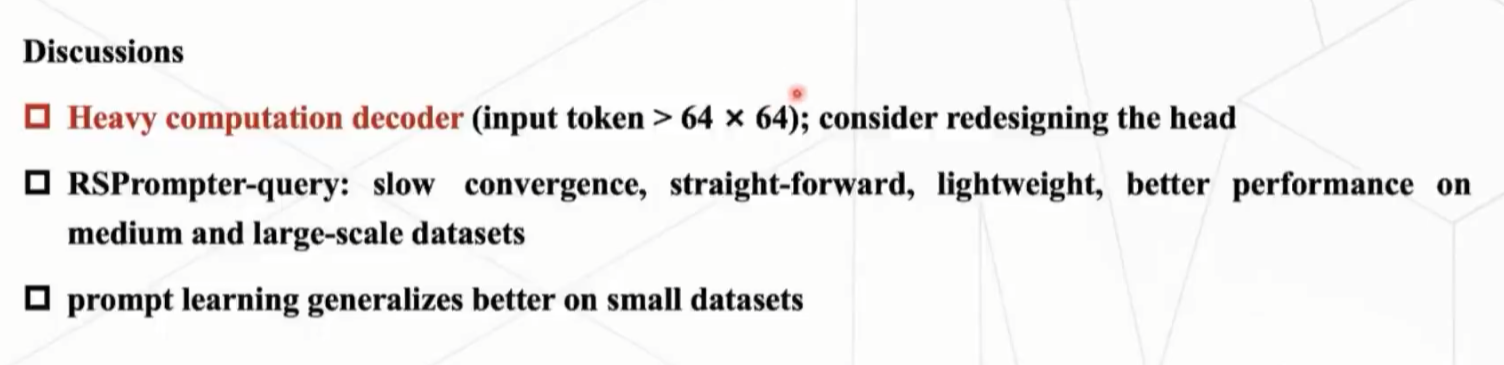 Discussions
Heavy computation decoder (input token > 64 × 64); consider redesigning the head
RSPrompter-query: slow convergence, straight-forward, lightweight, better performance on
medium and large-scale datasets
prompt learning generalizes better on small datasets